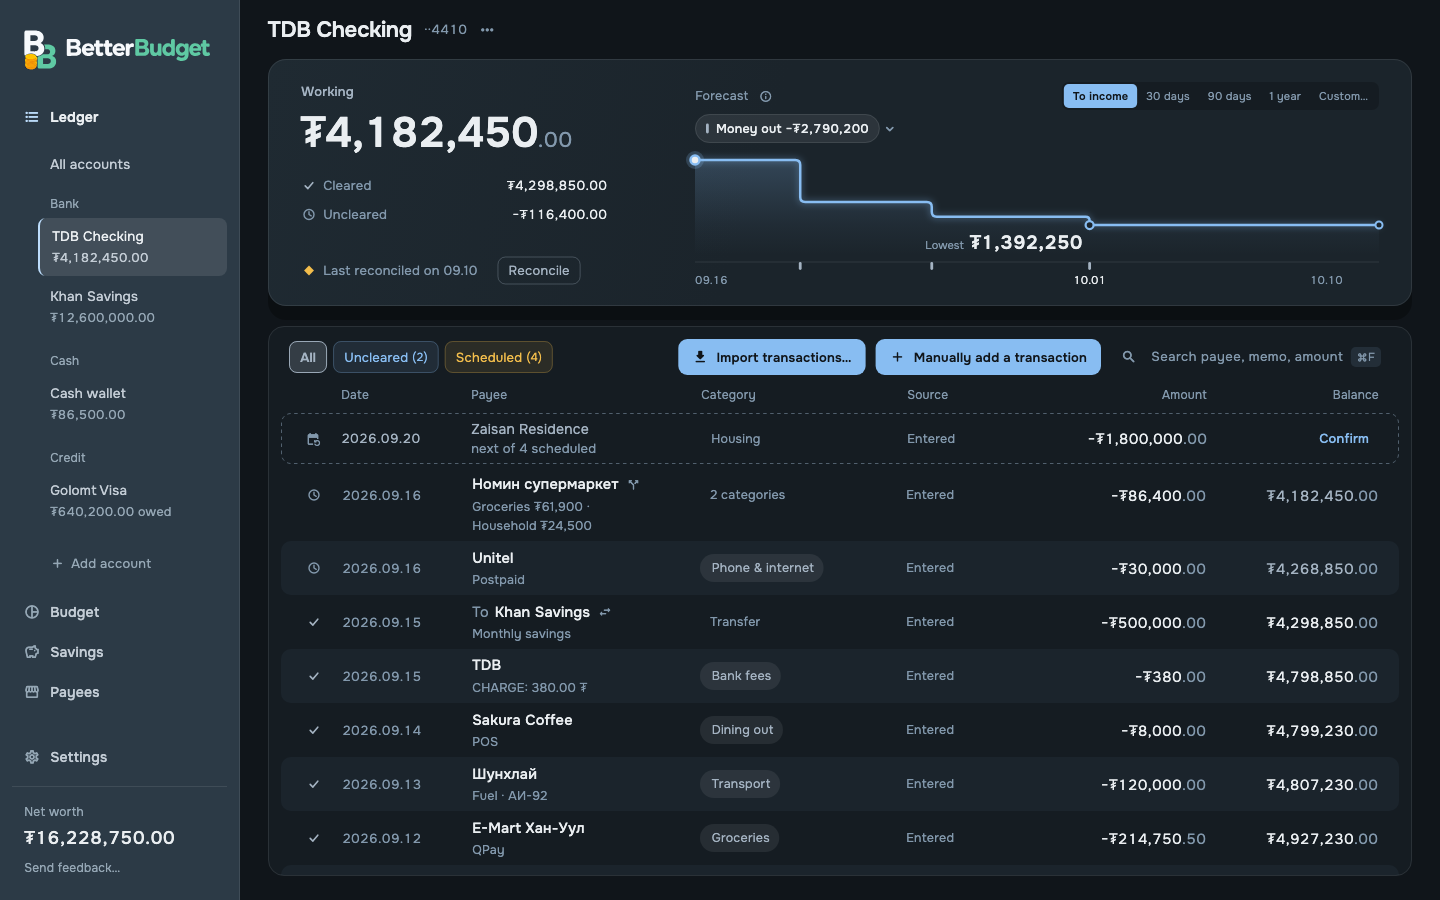 BetterBudget
Ledger
All accounts
Bank
TDB Checking
₮4,182,450.00
Khan Savings
₮12,600,000.00
Cash
Cash wallet
₮86,500.00
Credit
Golomt Visa
₮640,200.00 owed
+ Add account
Budget
Savings
Payees
Settings
Net worth
₮16,228,750.00
Send feedback...
TDB Checking ··4410 •••
Working
₮4,182,450.00
Cleared ₮4,298,850.00
Uncleared -₮116,400.00
Last reconciled on 09.10 Reconcile
Forecast
To income 30 days 90 days 1 year Custom...
Money out -₮2,790,200
Lowest ₮1,392,250
09.16 10.01 10.10
All Uncleared (2) Scheduled (4) Import transactions... + Manually add a transaction Search payee, memo, amount ⌘F
Date Payee Category Source Amount Balance
2026.09.20 Zaisan Residence Housing Entered -₮1,800,000.00 Confirm
next of 4 scheduled
2026.09.16 Номин супермаркет 2 categories Entered -₮86,400.00 ₮4,182,450.00
Groceries ₮61,900 ·
Household ₮24,500
2026.09.16 Unitel Phone & internet Entered -₮30,000.00 ₮4,268,850.00
Postpaid
2026.09.15 To Khan Savings Transfer Entered -₮500,000.00 ₮4,298,850.00
Monthly savings
2026.09.15 TDB Bank fees Entered -₮380.00 ₮4,798,850.00
CHARGE: 380.00 ₮
2026.09.14 Sakura Coffee Dining out Entered -₮8,000.00 ₮4,799,230.00
POS
2026.09.13 Шунхлай Transport Entered -₮120,000.00 ₮4,807,230.00
Fuel · АИ-92
2026.09.12 E-Mart Хан-Уул Groceries Entered -₮214,750.50 ₮4,927,230.00
QPay